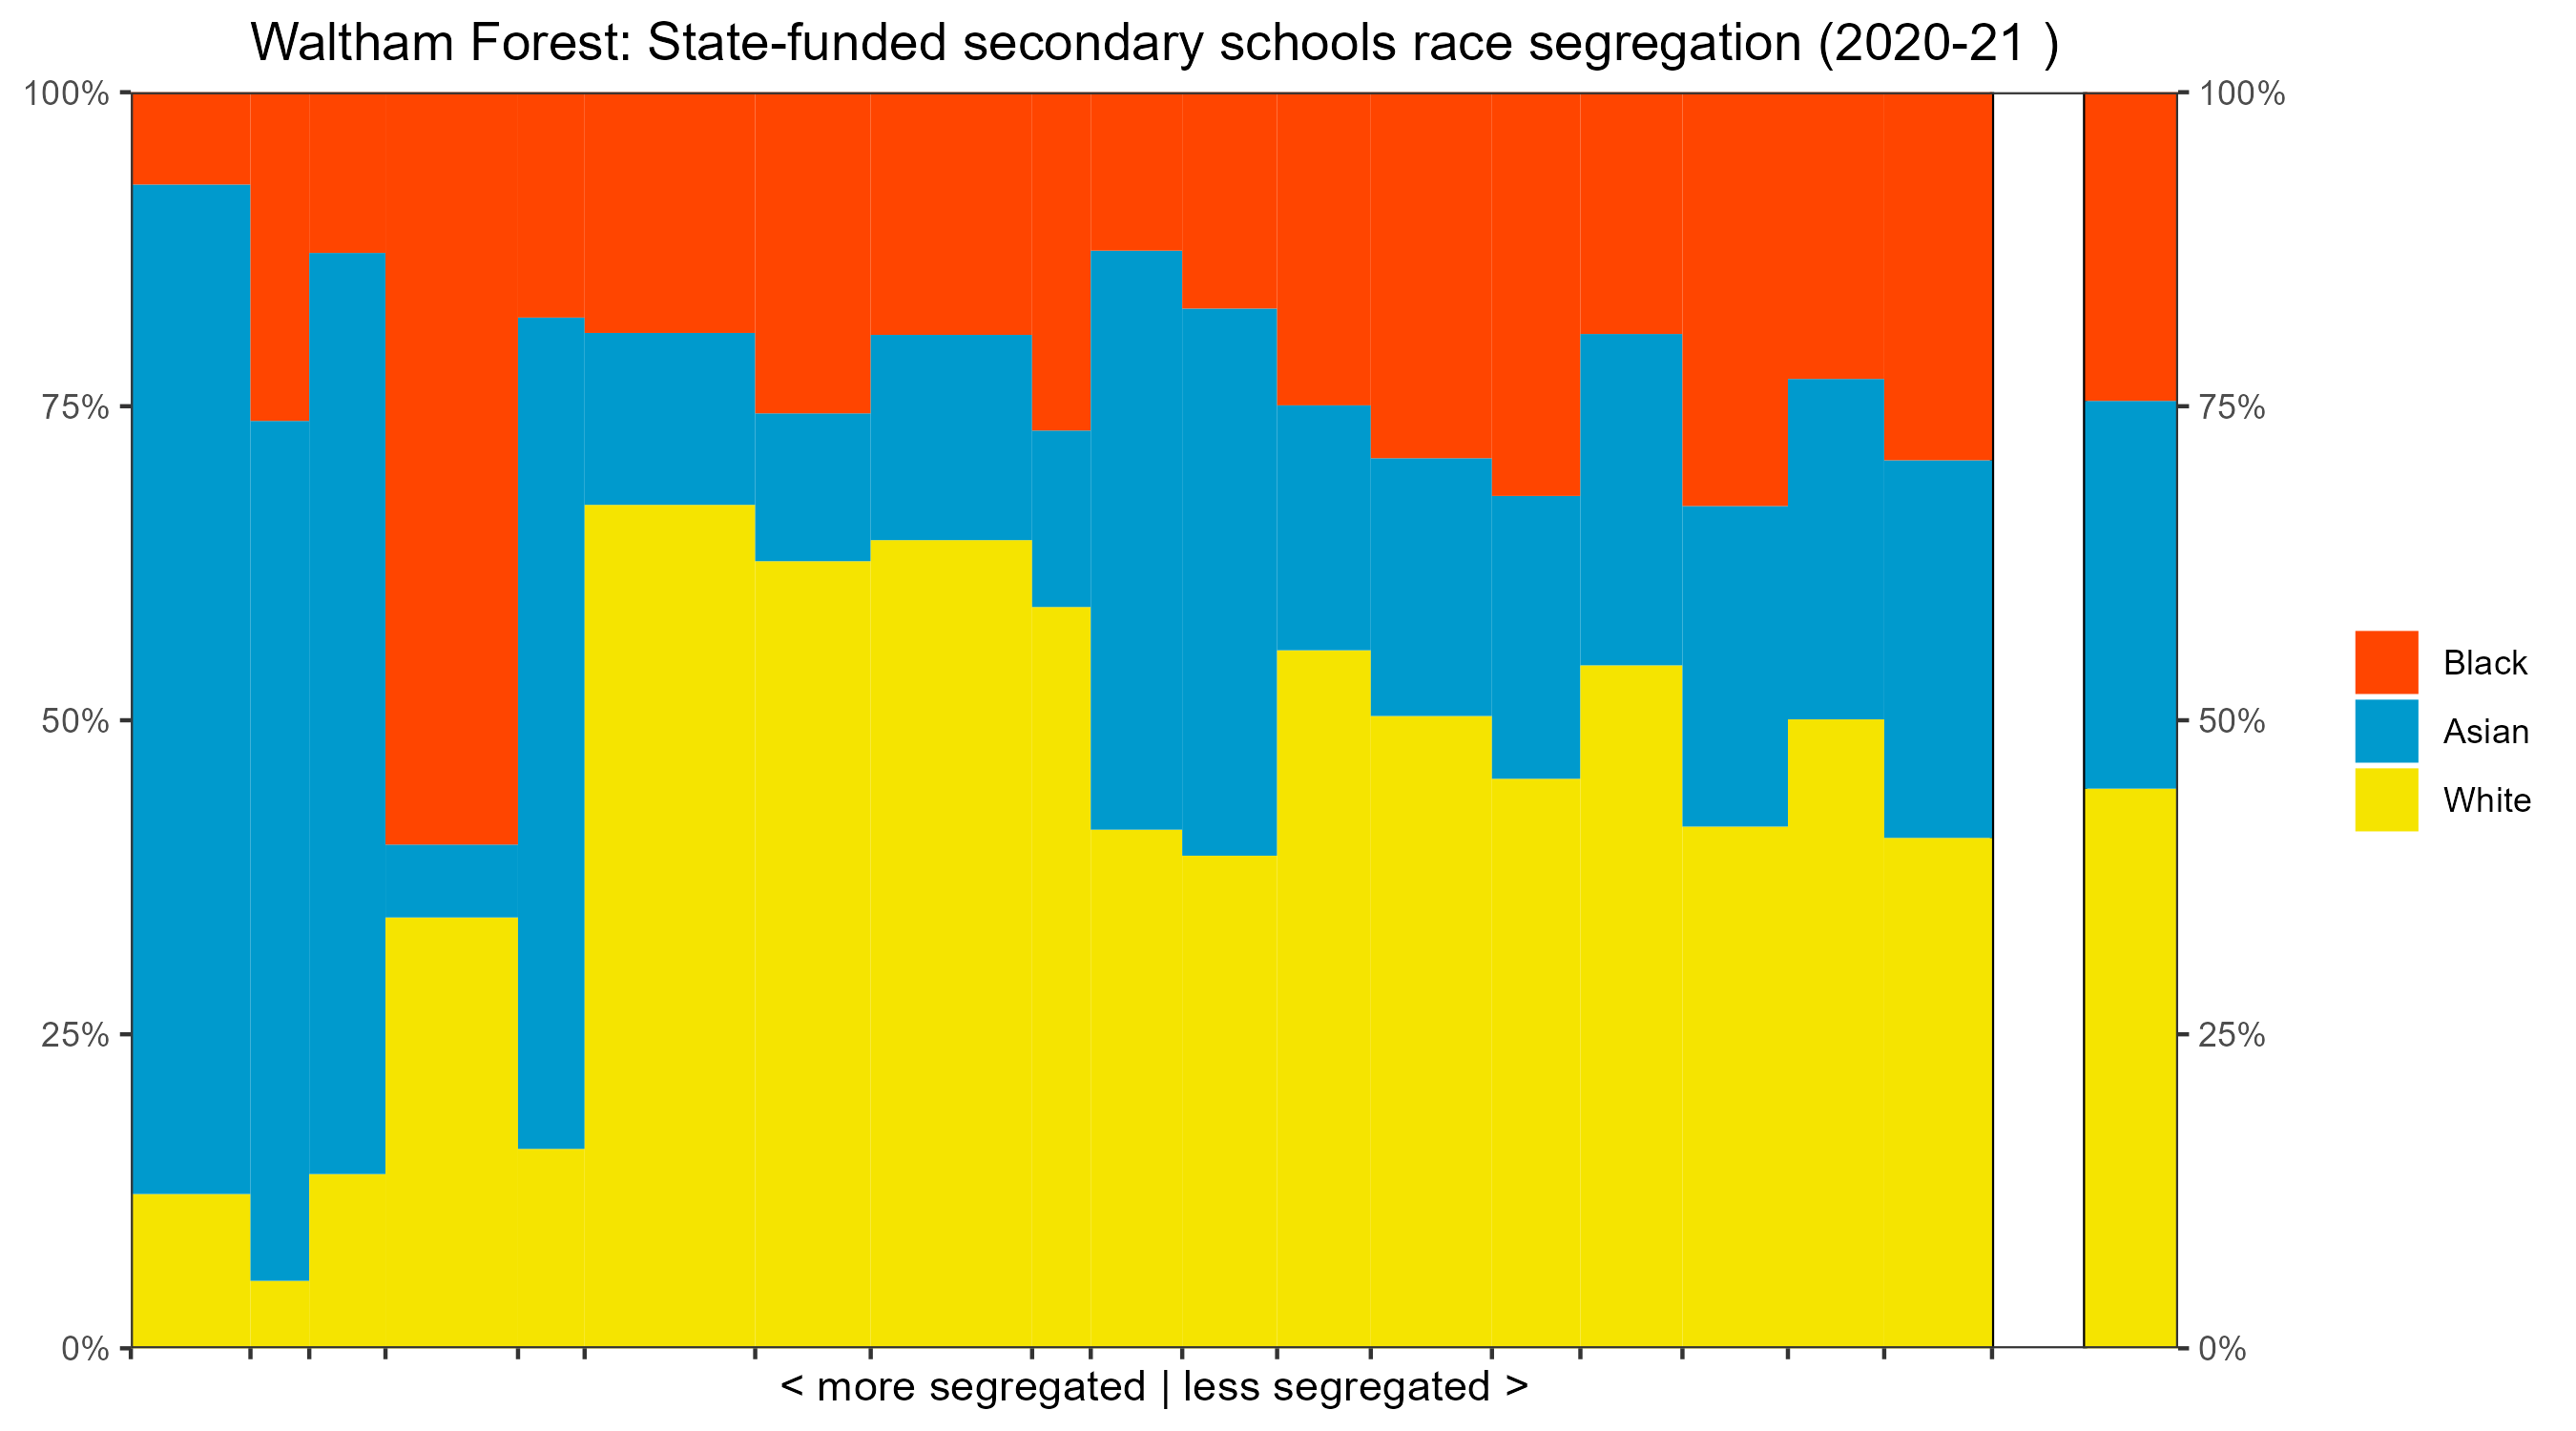 Waltham Forest: State-funded secondary schools race segregation (2020-21 )
100%
75%
50%
25%
0%
100%
75%
50%
25%
0%
Black
Asian
White
< more segregated | less segregated >